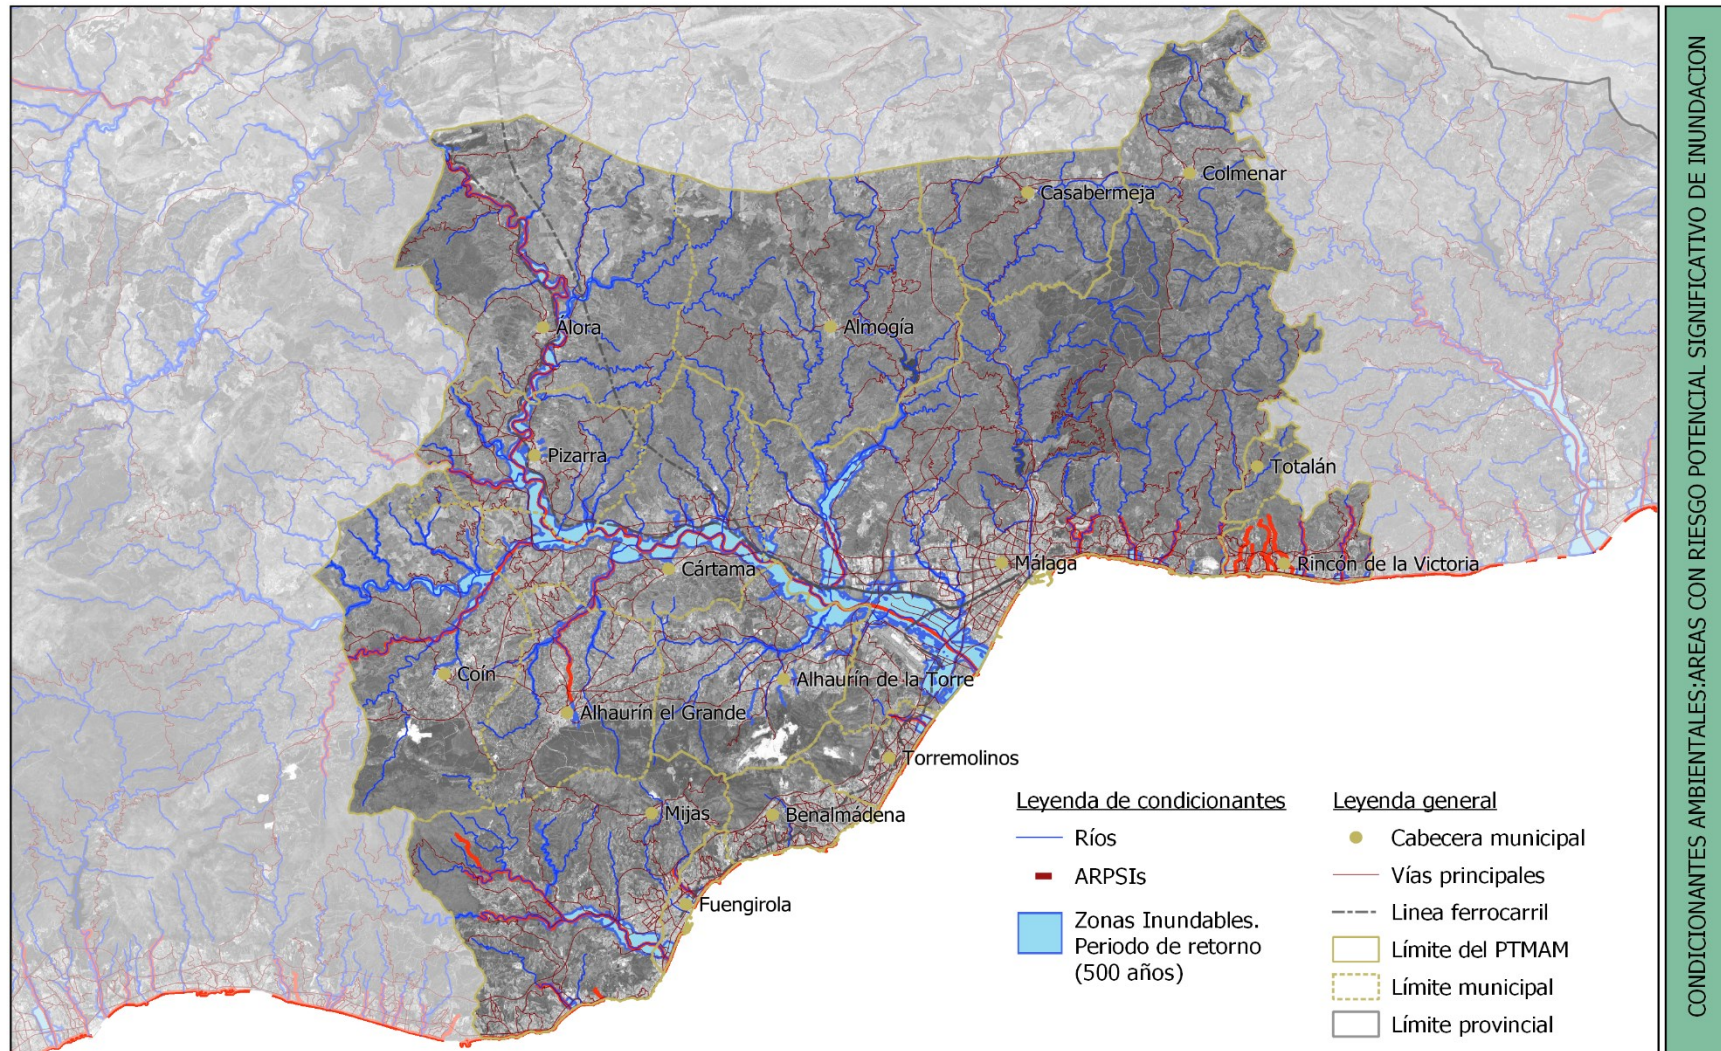 Colmenar
Casabermeja
Álora
Almogía
Pizarra
Totalán
Málaga
Rincón de la Victoria
Cártama
Coín
Alhaurín de la Torre
Alhaurín el Grande
Torremolinos
Mijas
Benalmádena
Fuengirola
Leyenda de condicionantes
Ríos
ARPSIs
Zonas Inundables.
Periodo de retorno
(500 años)
Leyenda general
Cabecera municipal
Vías principales
Linea ferrocarril
Límite del PTMAM
Límite municipal
Límite provincial
CONDICIONANTES AMBIENTALES:AREAS CON RIESGO POTENCIAL SIGNIFICATIVO DE INUNDACION